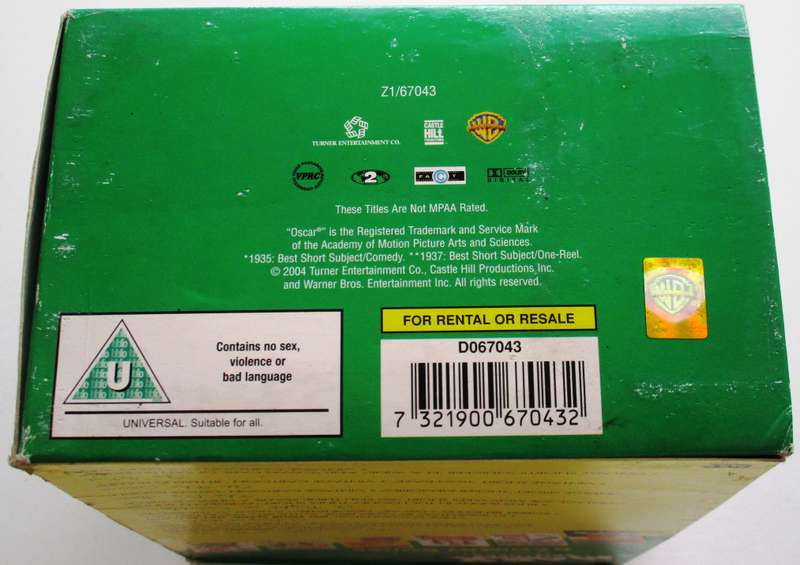 Z1/67043
TURNER ENTERTAINMENT CO.
CASTLE
HILL
PRODUCTIONS
WB
VPRC
2
FACT
DOLBY
DIGITAL
These Titles Are Not MPAA Rated.
"Oscar®" is the Registered Trademark and Service Mark
of the Academy of Motion Picture Arts and Sciences.
*1935: Best Short Subject/Comedy. **1937: Best Short Subject/One-Reel.
© 2004 Turner Entertainment Co., Castle Hill Productions Inc.
and Warner Bros. Entertainment Inc. All rights reserved.
WB
U
Contains no sex,
violence or
bad language
UNIVERSAL. Suitable for all.
FOR RENTAL OR RESALE
D067043
7 321900 670432